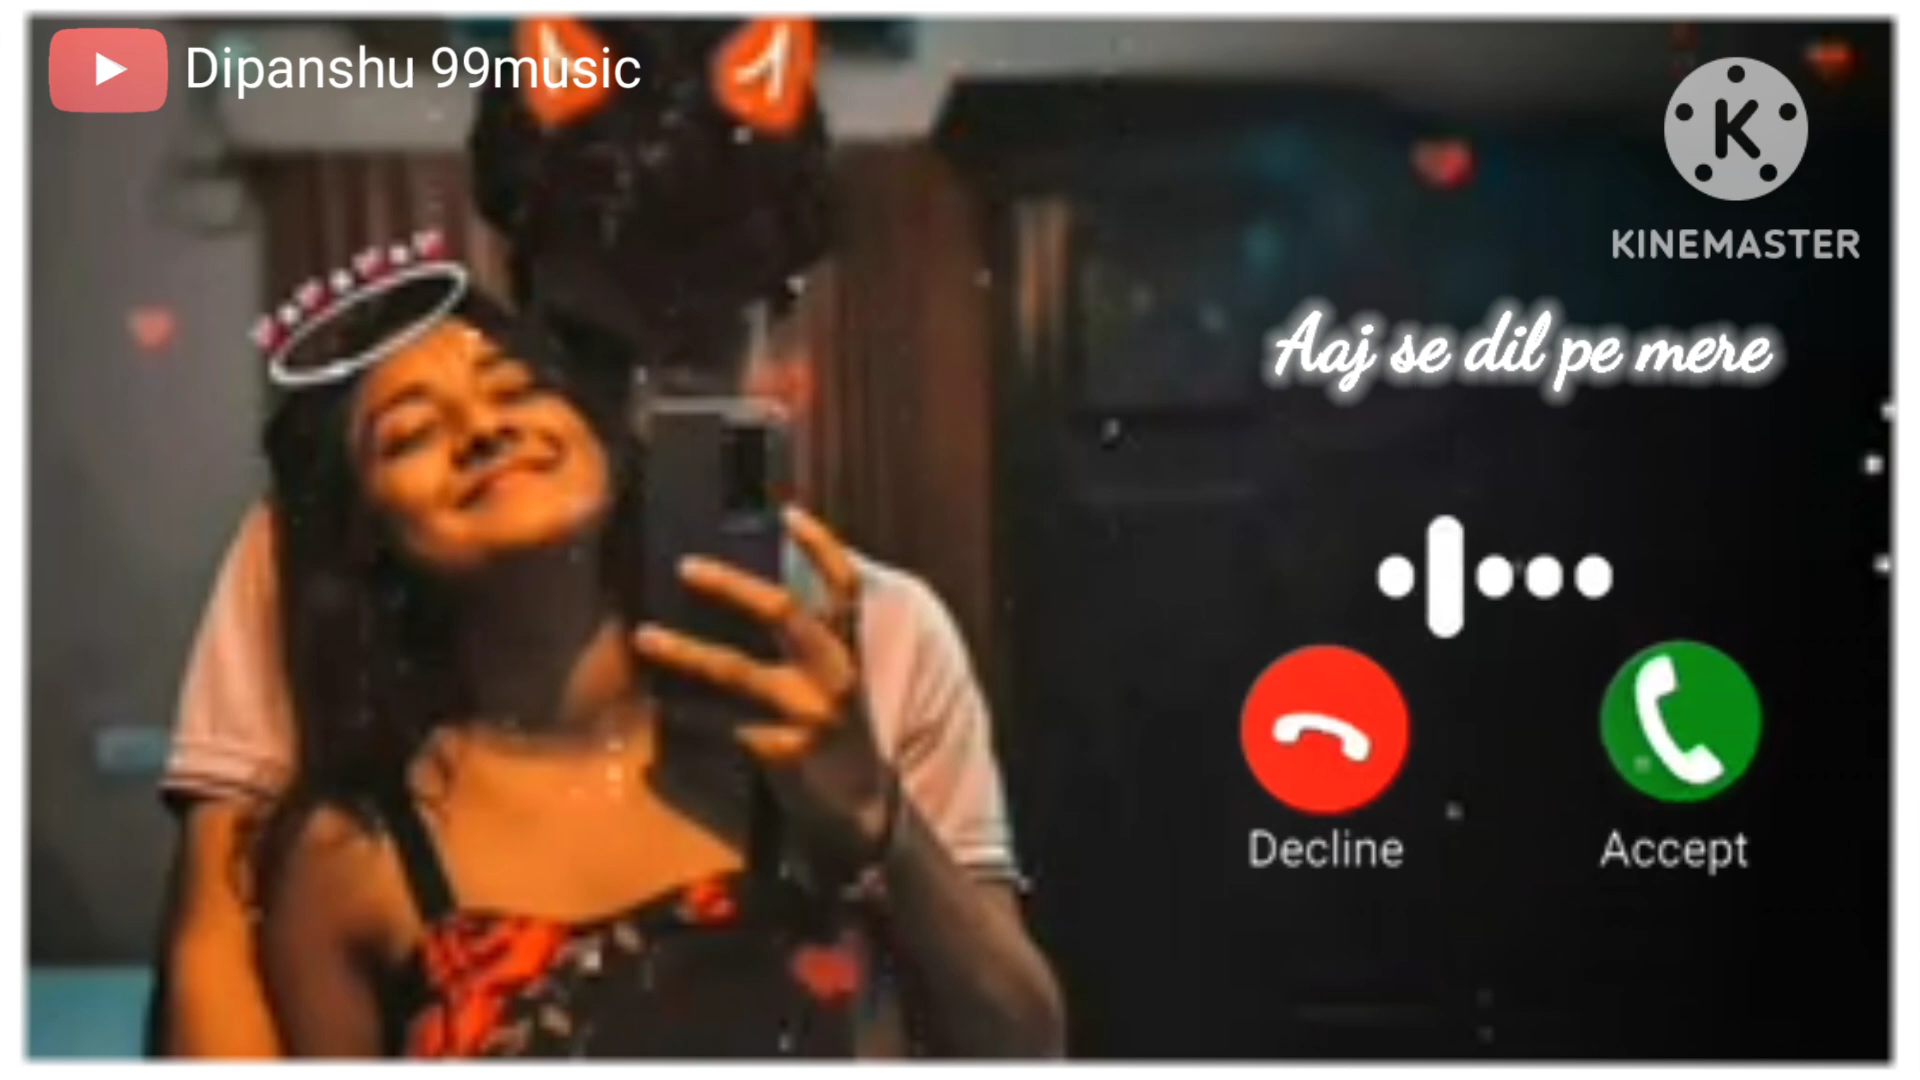 Dipanshu 99music
KINEMASTER
Aaj se dil pe mere
Decline
Accept